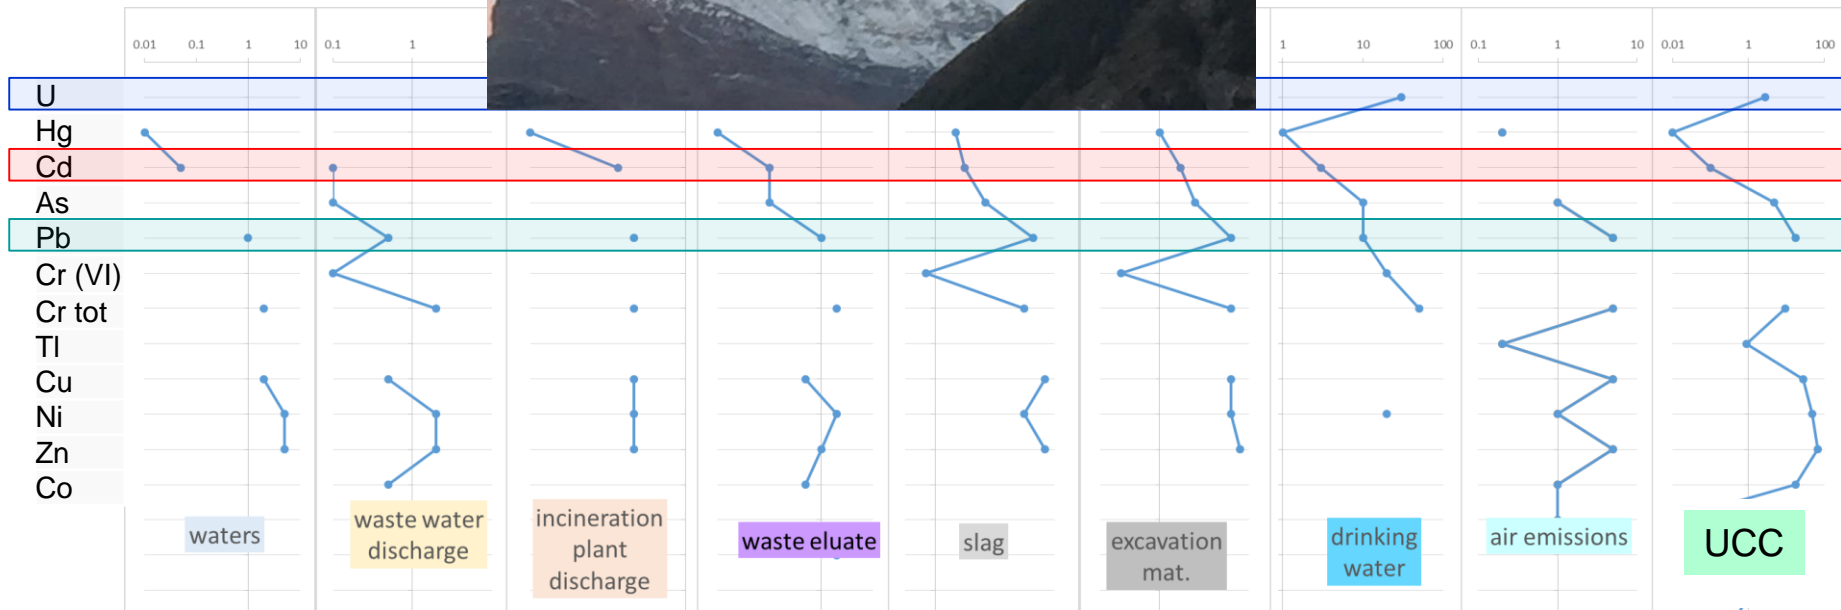 0.01 0.1 1 10 0.1 1 1 10 100 0.1 1 10 0.01 1 100
U
Hg
Cd
As
Pb
Cr (VI)
Cr tot
Tl
Cu
Ni
Zn
Co
waters
waste water
discharge
incineration
plant
discharge
waste eluate
slag
excavation
mat.
drinking
water
air emissions
UCC